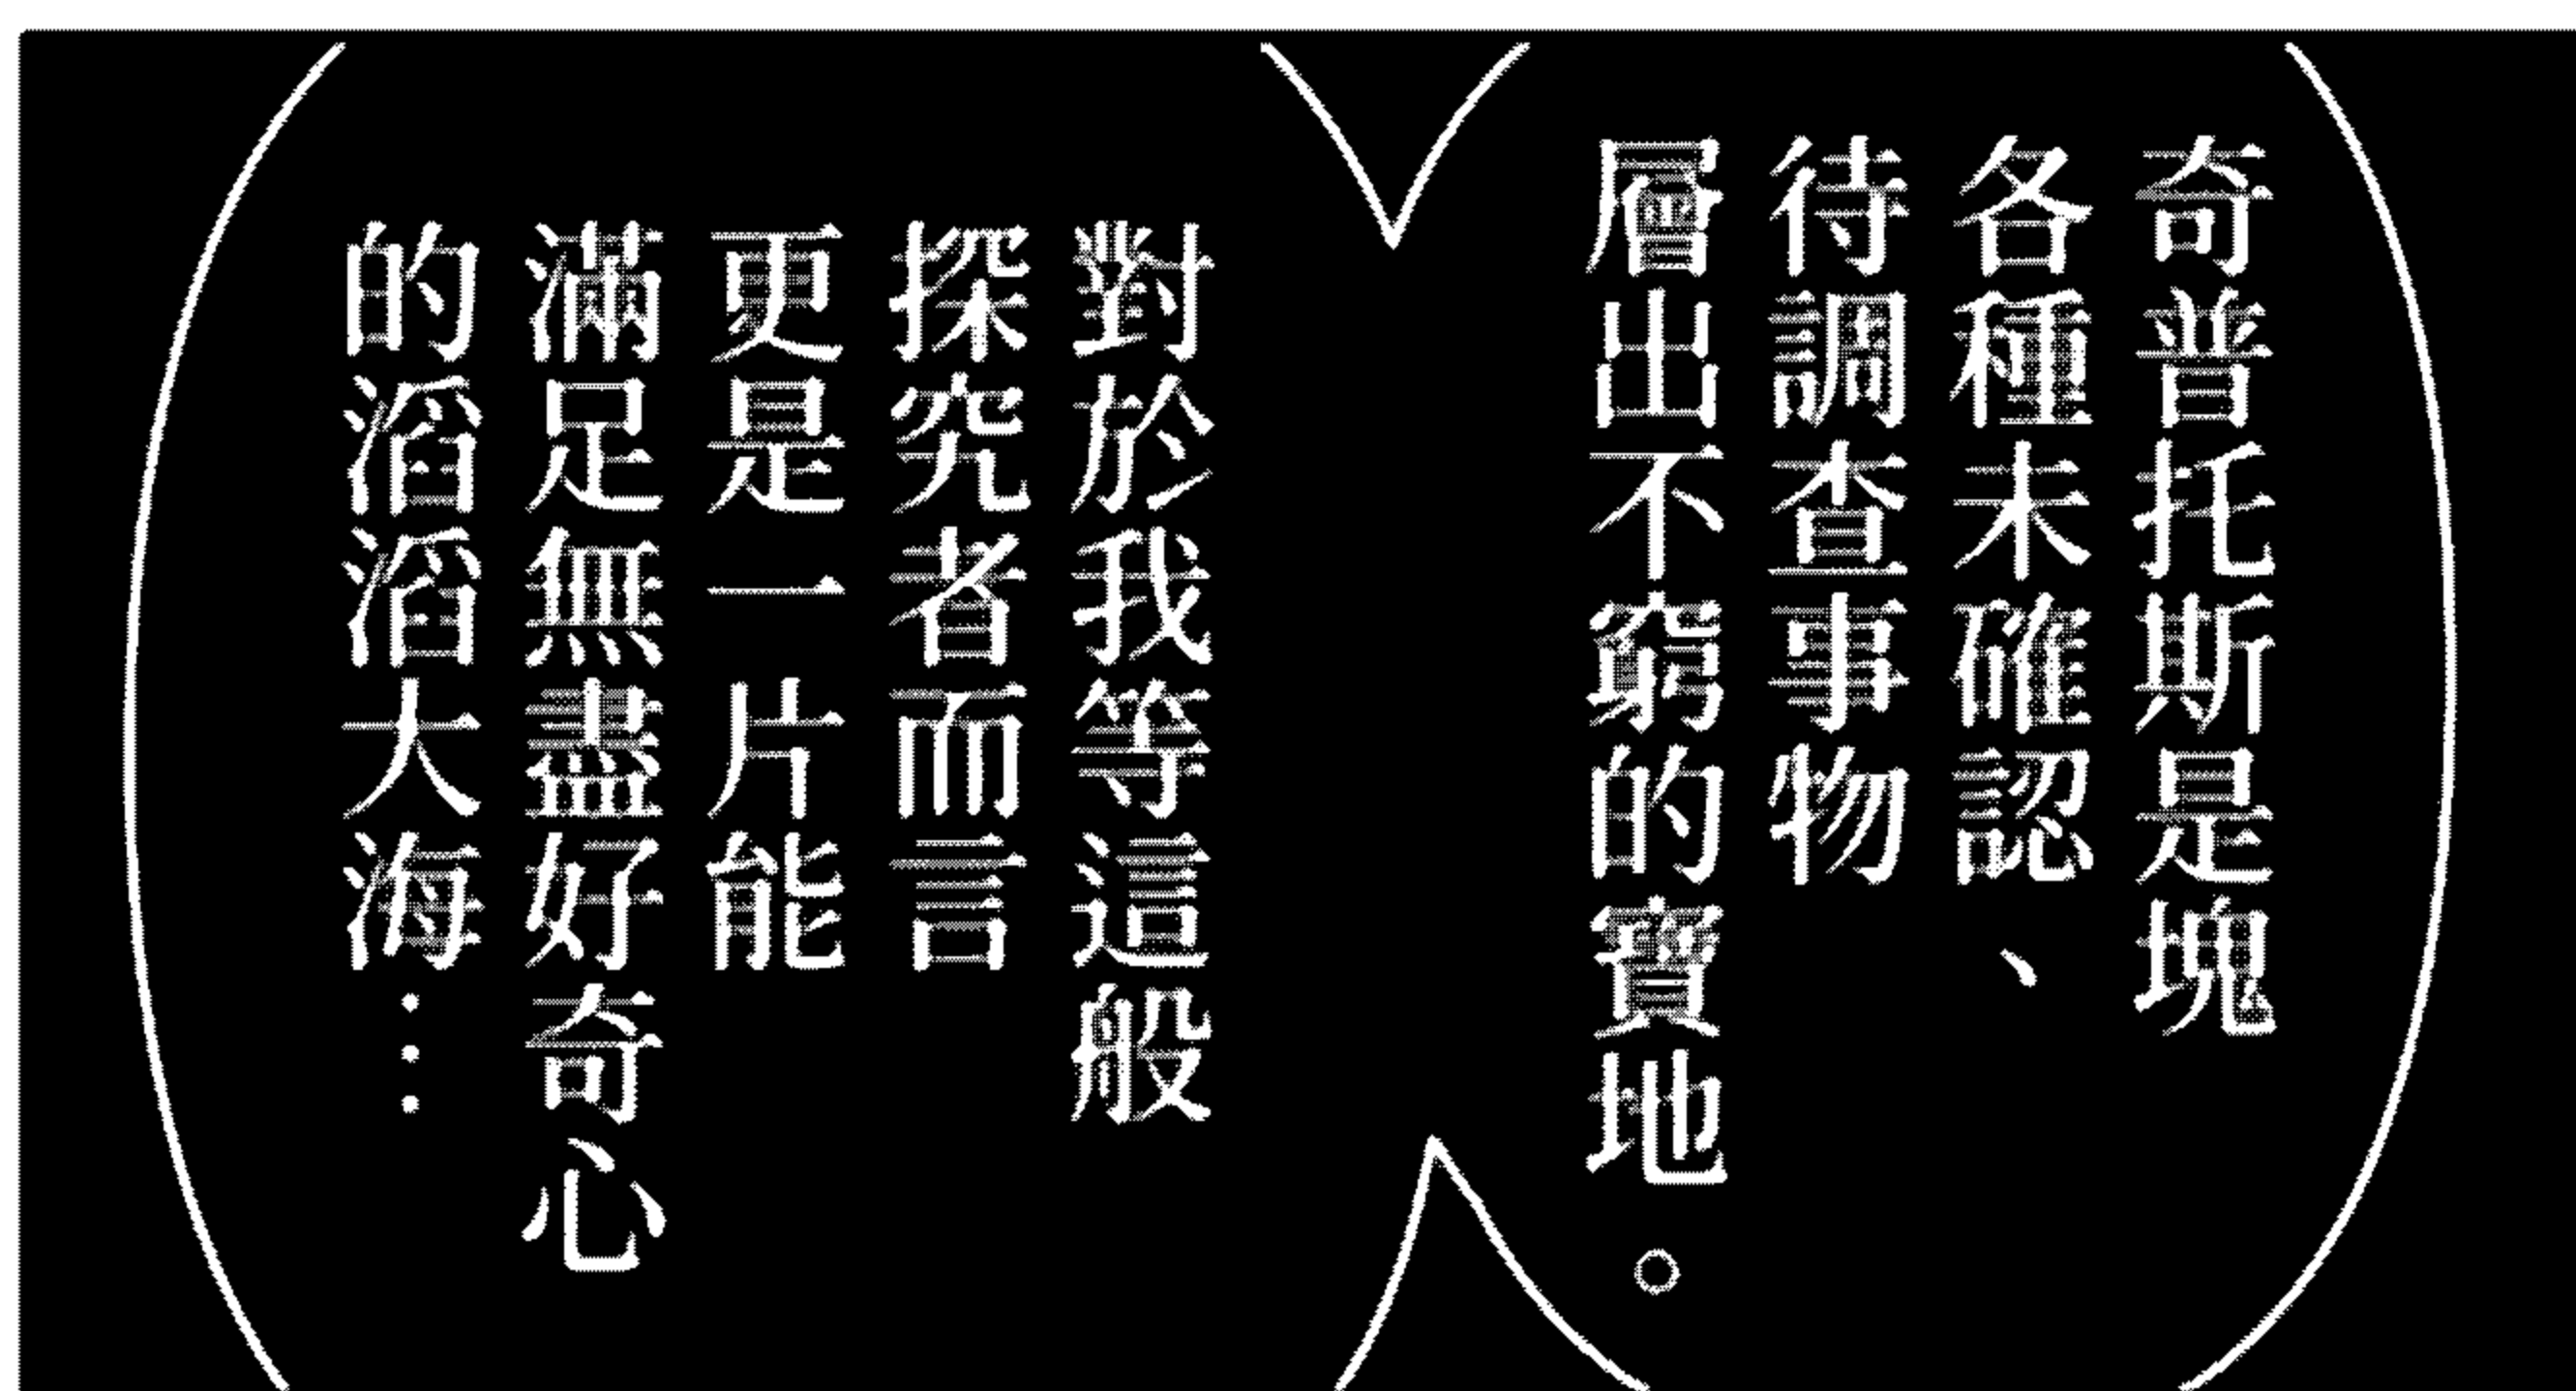 奇普托斯是塊
各種未確認、
待調查事物
層出不窮的寶地。
對於我等這般
探究者而言
更是一片能
滿足無盡好奇心
的滔滔大海…